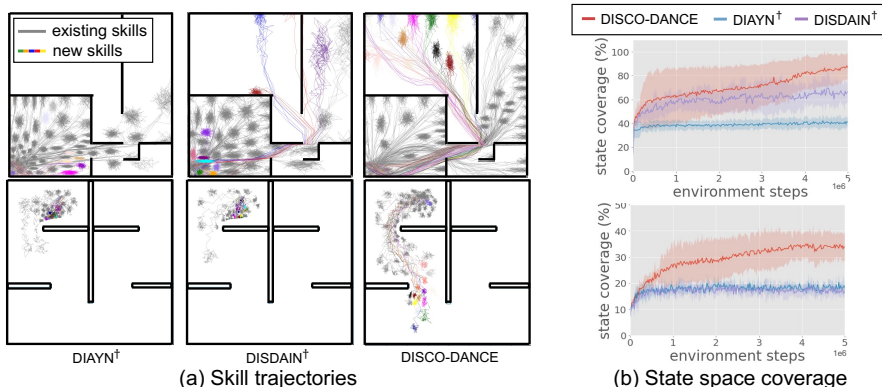 existing skills
new skills
DIAYN†
DISDAIN†
DISCO-DANCE
(a) Skill trajectories
DISCO-DANCE DIAYN† DISDAIN†
state coverage (%)
100
80
60
40
20
0
0 1 2 3 4 5
1e6
environment steps
state coverage (%)
50
40
30
20
10
0
0 1 2 3 4 5
1e6
environment steps
(b) State space coverage